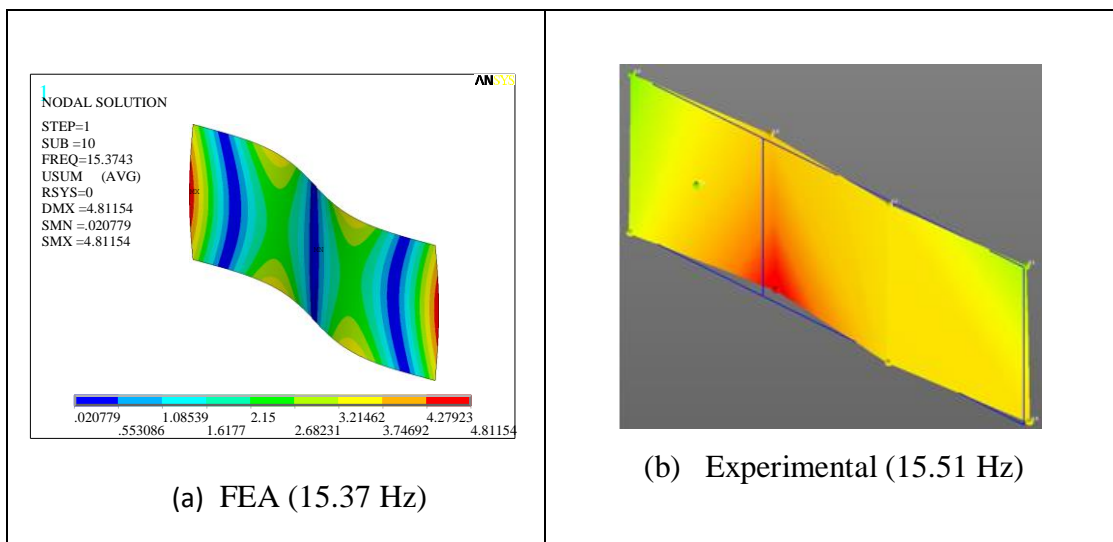 ANSYS
1
NODAL SOLUTION
STEP=1
SUB =10
FREQ=15.3743
USUM (AVG)
RSYS=0
DMX =4.81154
SMN =.020779
SMX =4.81154
.020779 1.08539 2.15 3.21462 4.27923
.553086 1.6177 2.68231 3.74692 4.81154
(a) FEA (15.37 Hz)
(b) Experimental (15.51 Hz)